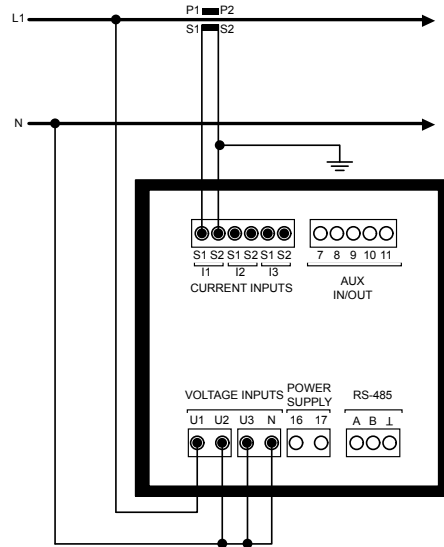 P1 P2
L1
S1 S2
N
S1 S2 S1 S2 S1 S2
7 8 9 10 11
I1 I2 I3
CURRENT INPUTS
AUX
IN/OUT
VOLTAGE INPUTS
POWER
SUPPLY
RS-485
U1 U2 U3 N
16 17
A B ⊥